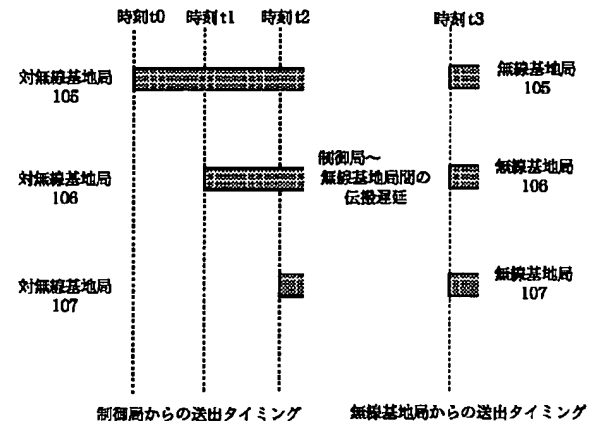 時刻t0 時刻t1 時刻t2 時刻t3
対無線基地局
105
無線基地局
105
対無線基地局
106
制御局~
無線基地局間の
伝搬遅延
無線基地局
106
対無線基地局
107
無線基地局
107
制御局からの送出タイミング
無線基地局からの送出タイミング